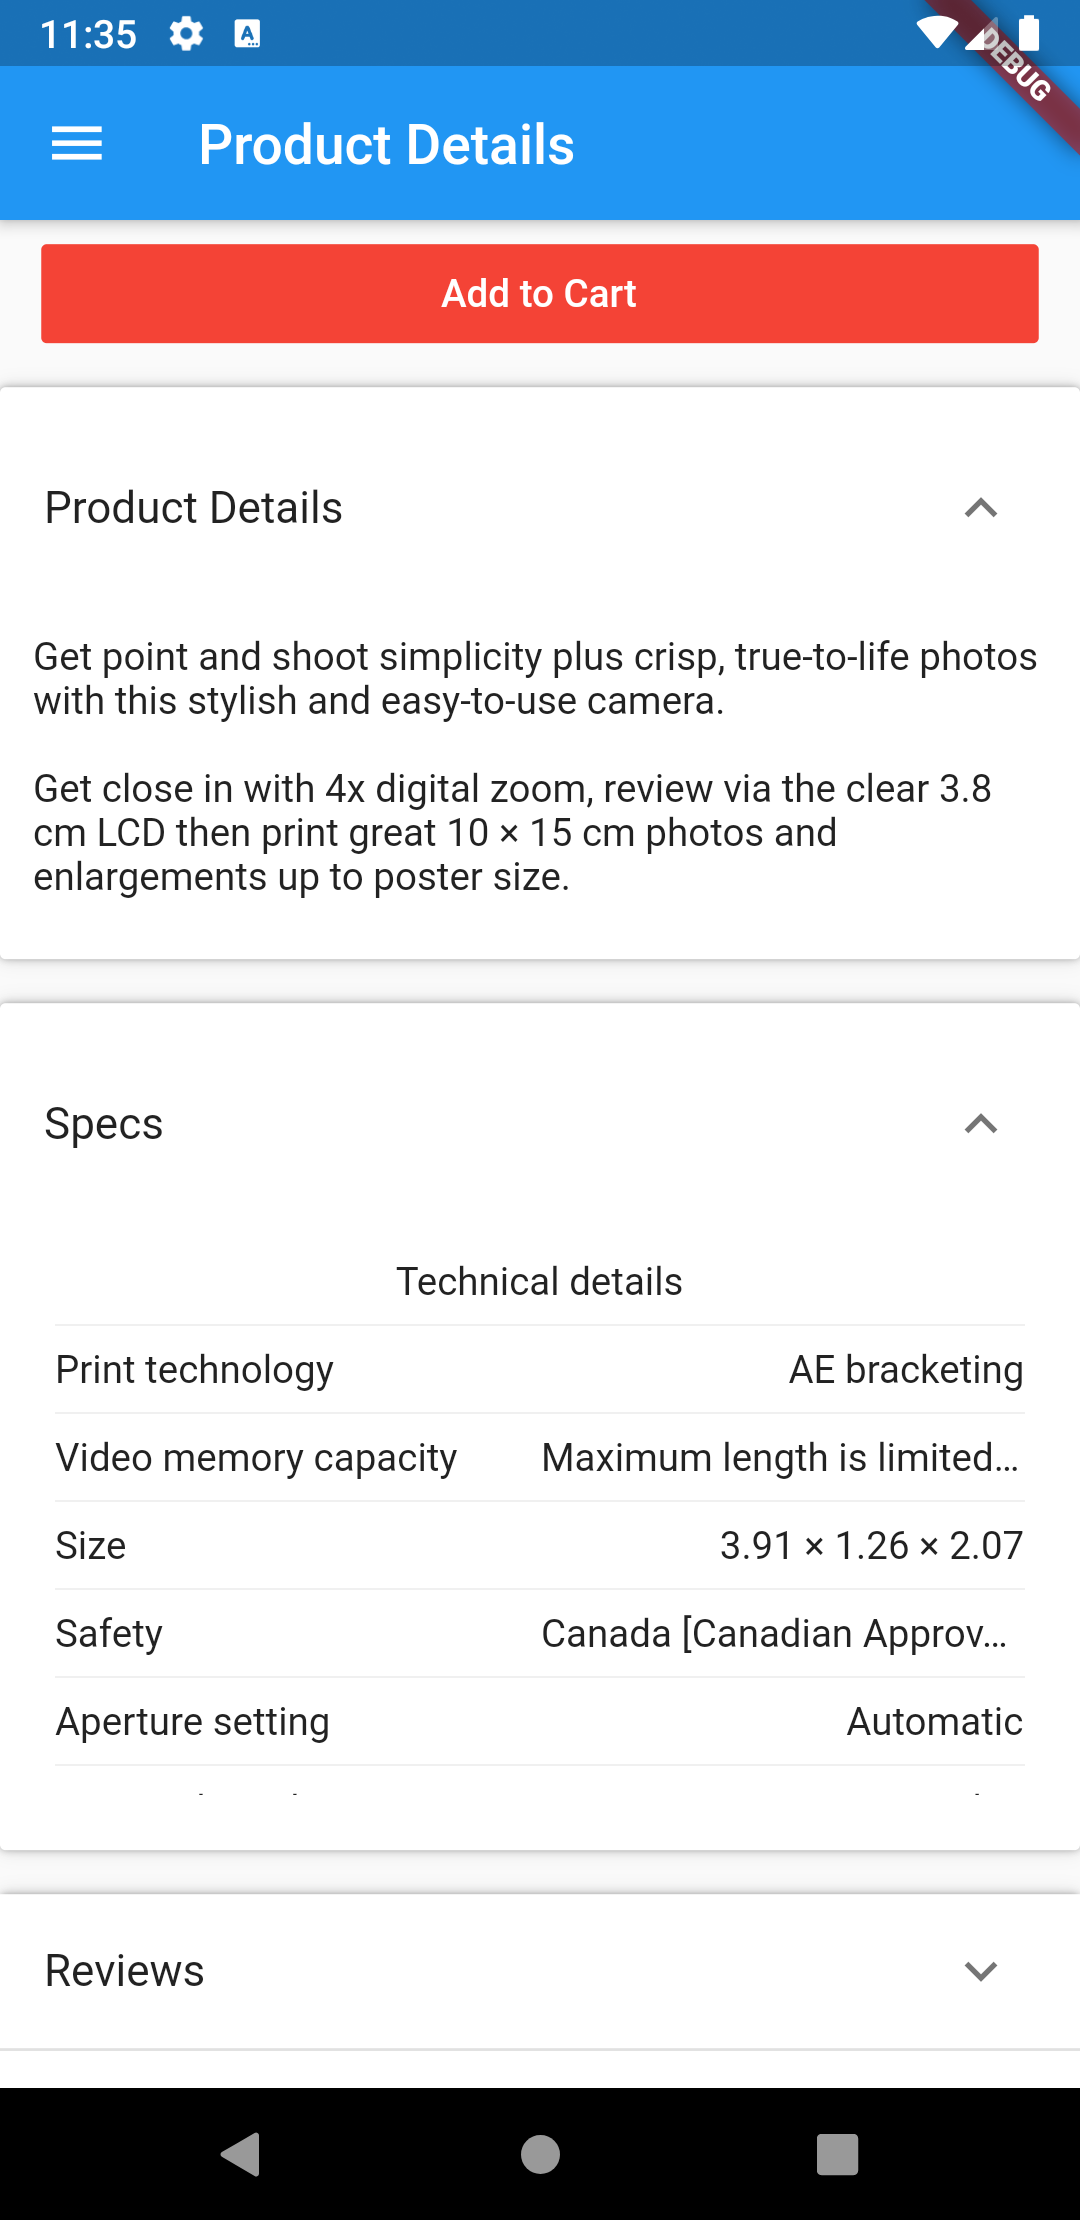 11:35
DEBUG
Product Details
Add to Cart
Product Details
Get point and shoot simplicity plus crisp, true-to-life photos
with this stylish and easy-to-use camera.
Get close in with 4x digital zoom, review via the clear 3.8
cm LCD then print great 10 × 15 cm photos and
enlargements up to poster size.
Specs
Technical details
Print technology AE bracketing
Video memory capacity Maximum length is limited...
Size 3.91 × 1.26 × 2.07
Safety Canada [Canadian Approv...
Aperture setting Automatic
Reviews